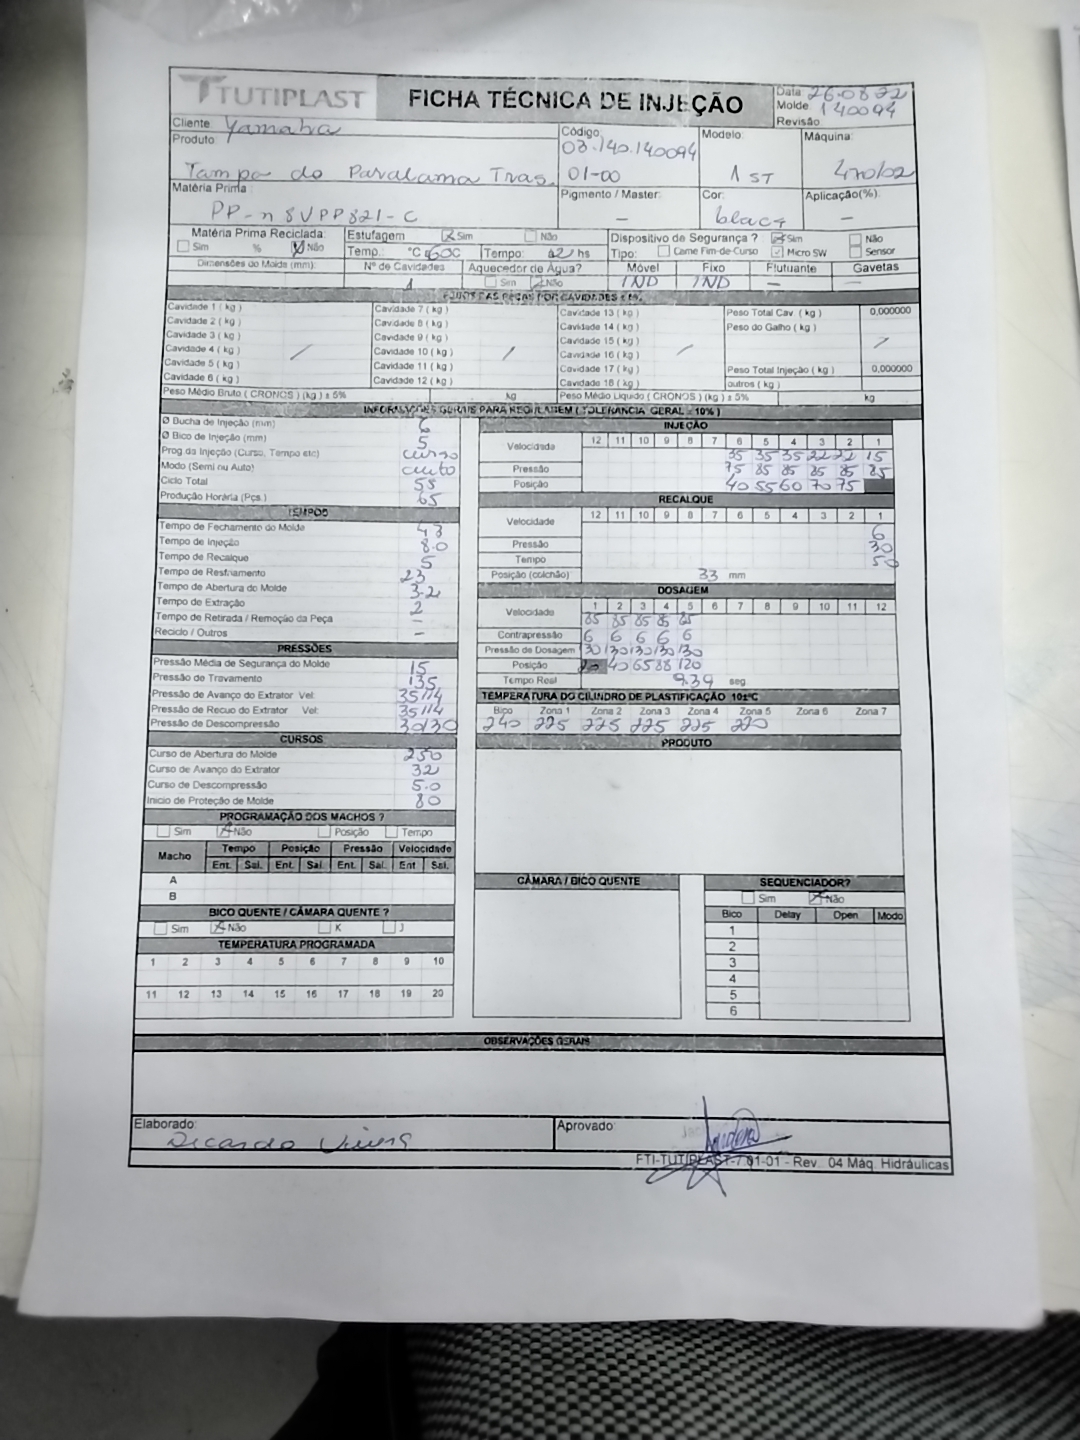 TUTIPLAST
FICHA TÉCNICA DE INJEÇÃO
Data 26.08.22
Molde 140094
Revisão
Cliente Yamaha
Produto
Tampa do Paralama Tras.
Código:
03.140.140094
01-00
Modelo:
1 ST
Máquina:
470/02
Matéria Prima
PP-n 8VPP821-C
Pigmento / Master:
—
Cor:
black
Aplicação(%).
—
Matéria Prima Reciclada:
Sim % Não
Estufagem Sim Não
Temp.: °C 60C Tempo: 02 hs
Dispositivo de Segurança ? Sim Não
Tipo: Came Fim-de-Curso Micro SW Sensor
Dimensões do Molde (mm):
Nº de Cavidades
1
Aquecedor de Água?
Sim Não
Móvel Fixo Flutuante Gavetas
IND IND — —
Cavidade 1 ( kg ) Cavidade 7 ( kg ) Cavidade 13 ( kg ) Peso Total Cav ( kg ) 0,000000
Cavidade 2 ( kg ) Cavidade 8 ( kg ) Cavidade 14 ( kg ) Peso do Galho ( kg )
Cavidade 3 ( kg ) Cavidade 9 ( kg ) Cavidade 15 ( kg )
Cavidade 4 ( kg ) Cavidade 10 ( kg ) Cavidade 16 ( kg )
Cavidade 5 ( kg ) Cavidade 11 ( kg ) Cavidade 17 ( kg ) Peso Total Injeção ( kg ) 0,000000
Cavidade 6 ( kg ) Cavidade 12 ( kg ) Cavidade 18 ( kg ) outros ( kg )
Peso Médio Bruto ( CRONOS ) (kg ) ± 5% kg Peso Médio Líquido ( CRONOS ) (kg ) ± 5% kg
INFORMAÇÕES GERAIS PARA REGULAGEM ( TOLERÂNCIA GERAL ± 10% )
Ø Bucha de Injeção (mm) 6
Ø Bico de Injeção (mm) 5
Prog da Injeção (Curso, Tempo etc) curso
Modo (Semi ou Auto) auto
Ciclo Total 55
Produção Horária (Pçs.) 65
TEMPOS
Tempo de Fechamento do Molde 43
Tempo de Injeção 8.0
Tempo de Recalque 5
Tempo de Resfriamento 23
Tempo de Abertura do Molde 3.2
Tempo de Extração 2
Tempo de Retirada / Remoção da Peça —
Reciclo / Outros —
PRESSÕES
Pressão Média de Segurança do Molde 15
Pressão de Travamento 135
Pressão de Avanço do Extrator Vel: 35/14
Pressão de Recuo do Extrator Vel: 35/14
Pressão de Descompressão 30/30
CURSOS
Curso de Abertura do Molde 250
Curso de Avanço do Extrator 32
Curso de Descompressão 5.0
Inicio de Proteção de Molde 80
PROGRAMAÇÃO DOS MACHOS ?
Sim Não Posição Tempo
Macho Tempo Posição Pressão Velocidade
Ent. Sai. Ent. Sai. Ent. Sai. Ent Sai.
A
B
BICO QUENTE / CÂMARA QUENTE ?
Sim Não K J
TEMPERATURA PROGRAMADA
1 2 3 4 5 6 7 8 9 10
11 12 13 14 15 16 17 18 19 20
INJEÇÃO
12 11 10 9 8 7 6 5 4 3 2 1
Velocidade 35 35 35 22 22 15
Pressão 75 85 85 85 85 85
Posição 40 55 60 70 75
RECALQUE
12 11 10 9 8 7 6 5 4 3 2 1
Velocidade 6
Pressão 30
Tempo 50
Posição (colchão) 33 mm
DOSAGEM
1 2 3 4 5 6 7 8 9 10 11 12
Velocidade 85 85 85 85 85
Contrapressão 6 6 6 6 6
Pressão de Dosagem 130 130 130 130 130
Posição 40 65 88 120
Tempo Real 9.39 seg
TEMPERATURA DO CILINDRO DE PLASTIFICAÇÃO 10±ºC
Bico Zona 1 Zona 2 Zona 3 Zona 4 Zona 5 Zona 6 Zona 7
240 225 225 225 225 220
PRODUTO
CÂMARA / BICO QUENTE
SEQUENCIADOR?
Sim Não
Bico Delay Open Modo
1
2
3
4
5
6
OBSERVAÇÕES GERAIS
Elaborado:
Ricardo
Aprovado:
FTI-TUTIPLAST-7.01-01 - Rev.: 04 Máq. Hidráulicas